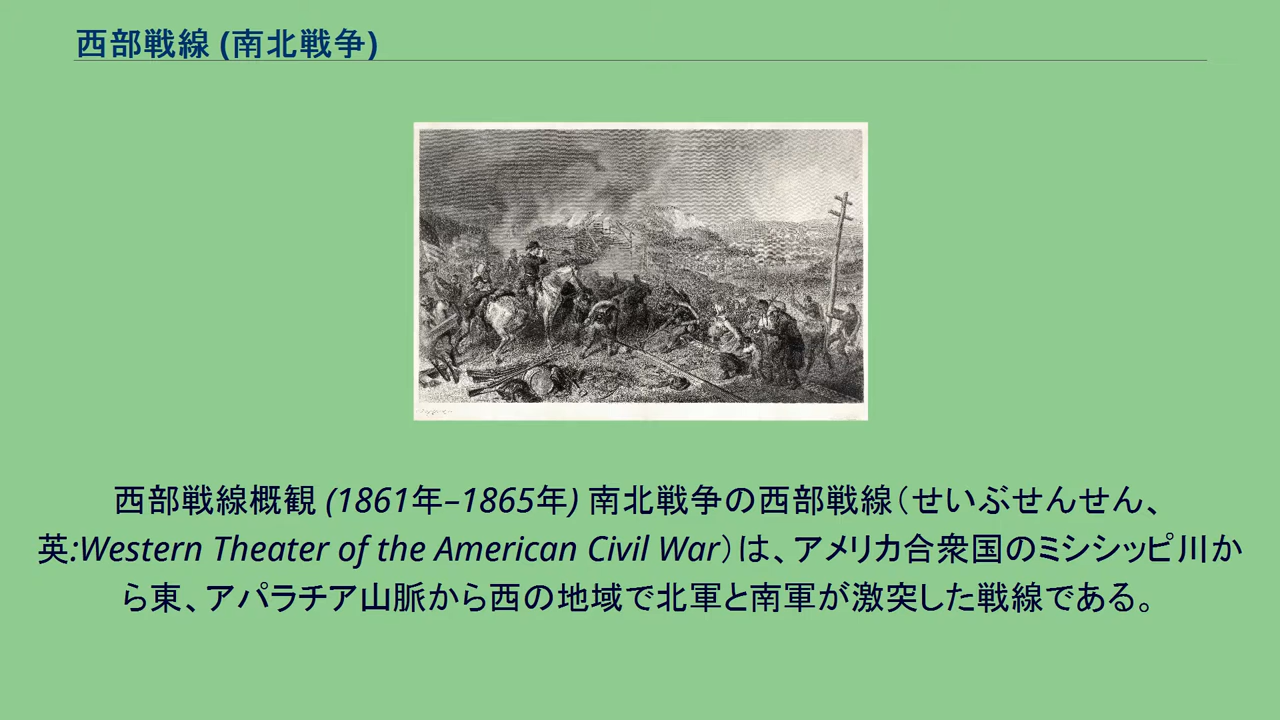 西部戦線 (南北戦争)
西部戦線概観 (1861年–1865年) 南北戦争の西部戦線（せいぶせんせん、
英:Western Theater of the American Civil War）は、アメリカ合衆国のミシシッピ川か
ら東、アパラチア山脈から西の地域で北軍と南軍が激突した戦線である。